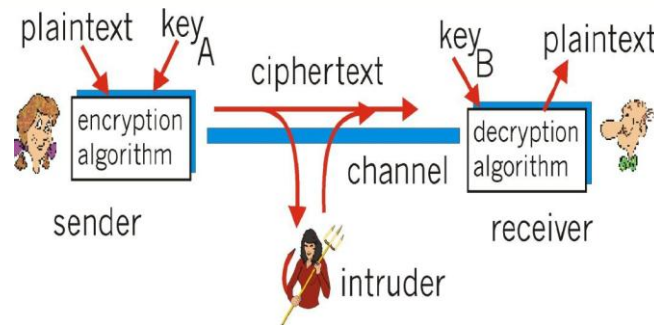 plaintext
key A
ciphertext
key B
plaintext
encryption
algorithm
decryption
algorithm
channel
sender
receiver
intruder